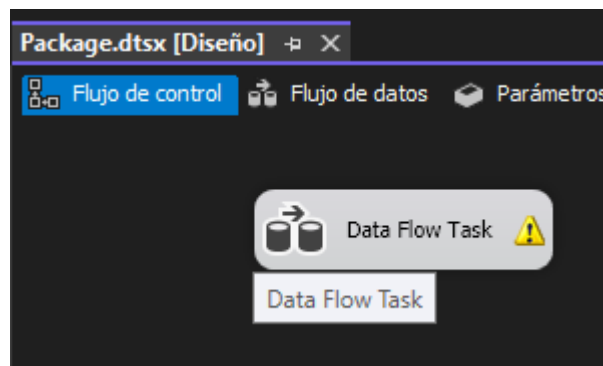 Package.dtsx [Diseño]
Flujo de control Flujo de datos Parámetros
Data Flow Task
Data Flow Task